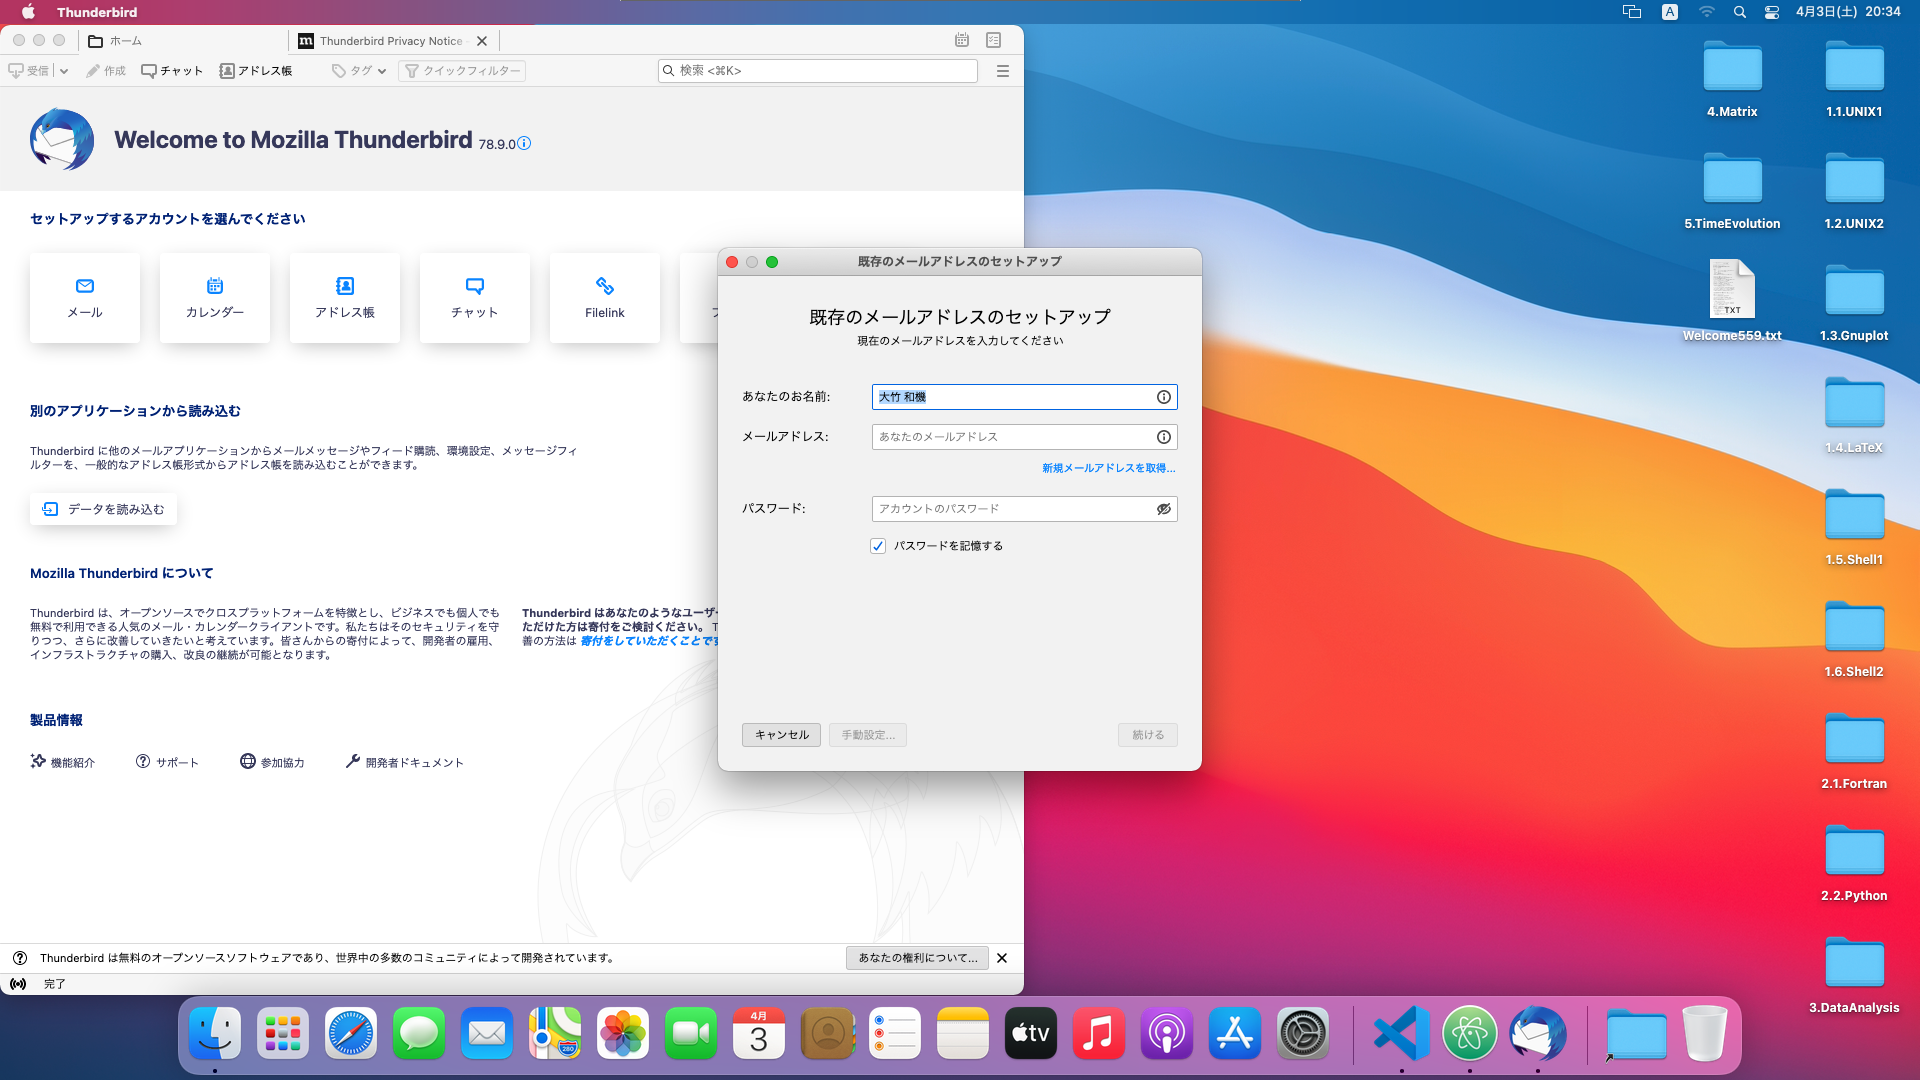 Thunderbird
A
4月3日(土) 20:34
ホーム
m Thunderbird Privacy Notice
受信
作成
チャット
アドレス帳
タグ
クイックフィルター
検索 <⌘K>
Welcome to Mozilla Thunderbird 78.9.0
セットアップするアカウントを選んでください
メール
カレンダー
アドレス帳
チャット
Filelink
別のアプリケーションから読み込む
Thunderbird に他のメールアプリケーションからメールメッセージやフィード購読、環境設定、メッセージフィ
ルターを、一般的なアドレス帳形式からアドレス帳を読み込むことができます。
データを読み込む
Mozilla Thunderbird について
Thunderbird は、オープンソースでクロスプラットフォームを特徴とし、ビジネスでも個人でも
無料で利用できる人気のメール・カレンダークライアントです。私たちはそのセキュリティを守
りつつ、さらに改善していきたいと考えています。皆さんからの寄付によって、開発者の雇用、
インフラストラクチャの購入、改良の継続が可能となります。
Thunderbird はあなたのようなユーザー
ただけた方は寄付をご検討ください。 T
善の方法は 寄付をしていただくことです
製品情報
機能紹介
サポート
参加協力
開発者ドキュメント
Thunderbird は無料のオープンソースソフトウェアであり、世界中の多数のコミュニティによって開発されています。
あなたの権利について...
完了
既存のメールアドレスのセットアップ
既存のメールアドレスのセットアップ
現在のメールアドレスを入力してください
あなたのお名前:
大竹 和機
メールアドレス:
あなたのメールアドレス
新規メールアドレスを取得...
パスワード:
アカウントのパスワード
パスワードを記憶する
キャンセル
手動設定...
続ける
4.Matrix
1.1.UNIX1
5.TimeEvolution
1.2.UNIX2
TXT
Welcome559.txt
1.3.Gnuplot
1.4.LaTeX
1.5.Shell1
1.6.Shell2
2.1.Fortran
2.2.Python
3.DataAnalysis
280
4月
3
tv